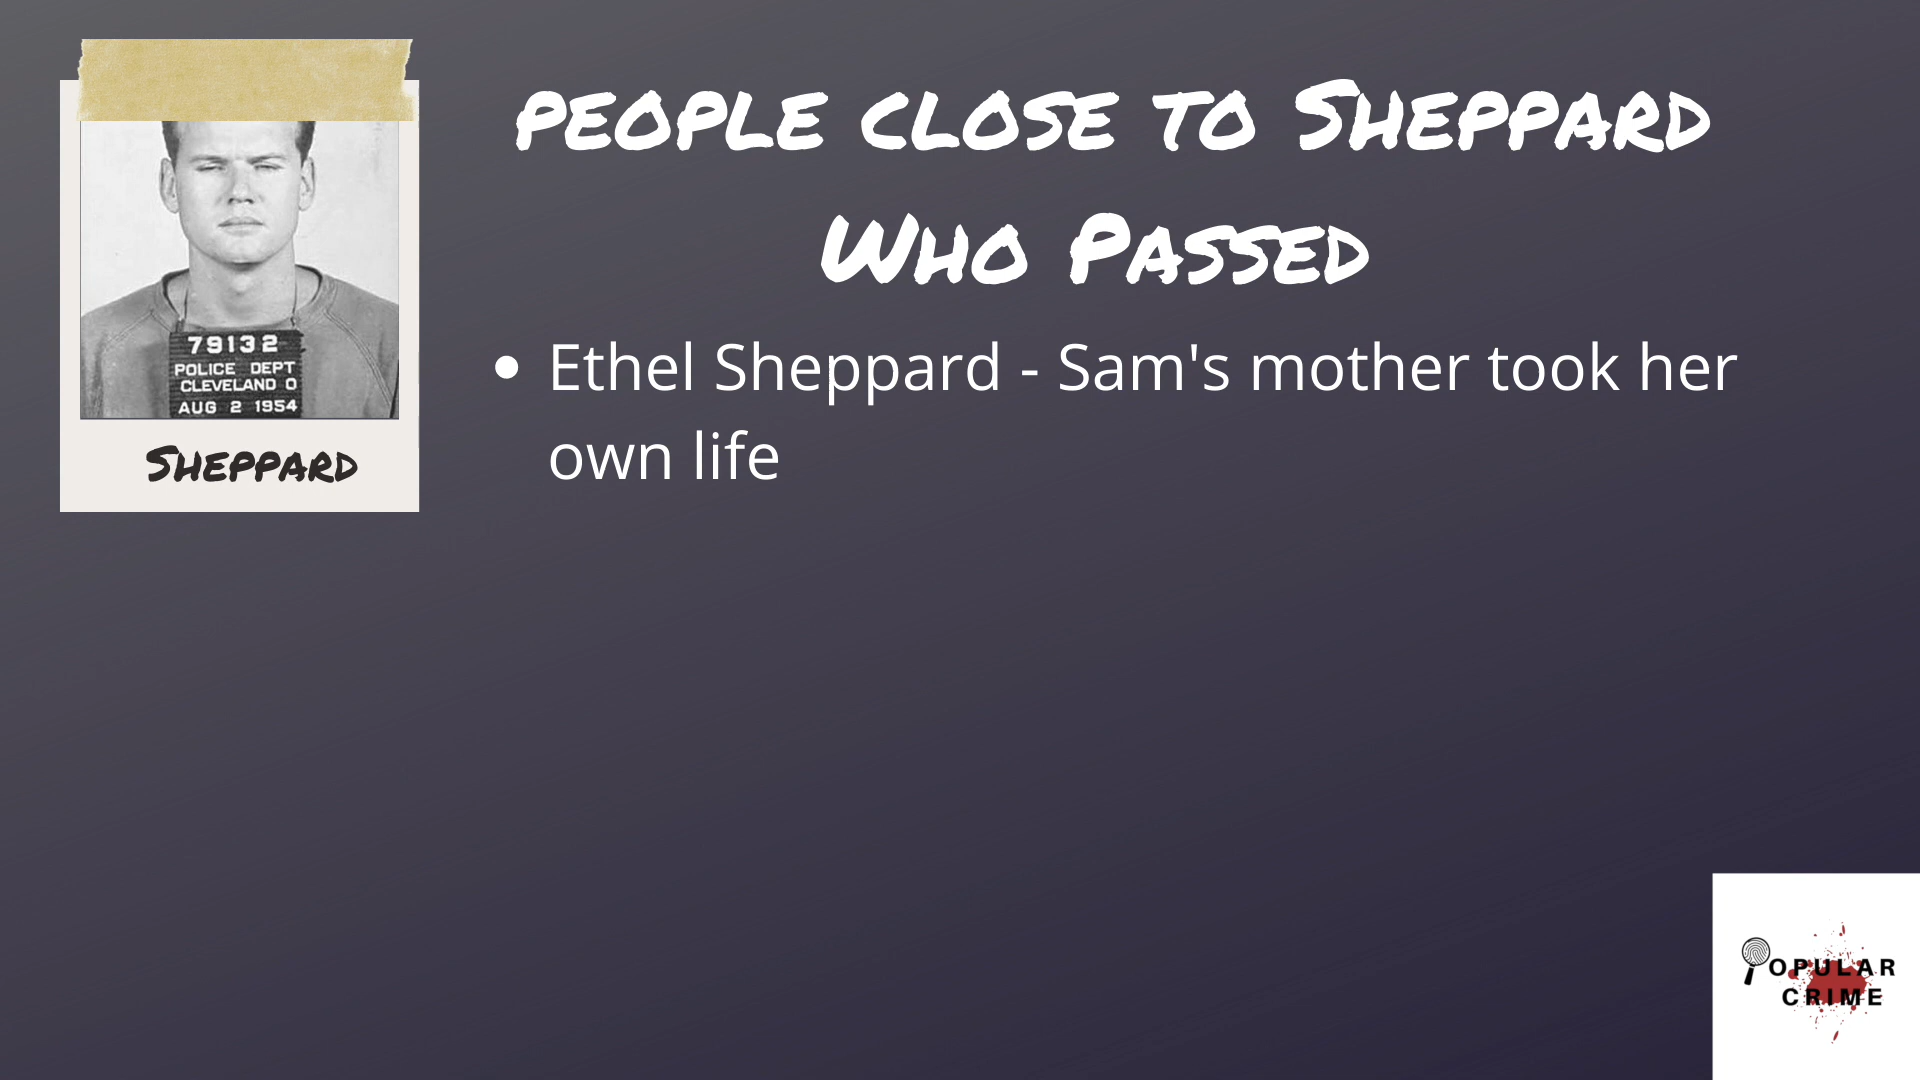 people close to Sheppard
Who Passed
• Ethel Sheppard - Sam's mother took her
own life
79132
POLICE DEPT
CLEVELAND O
AUG 2 1954
Sheppard
POPULAR
CRIME